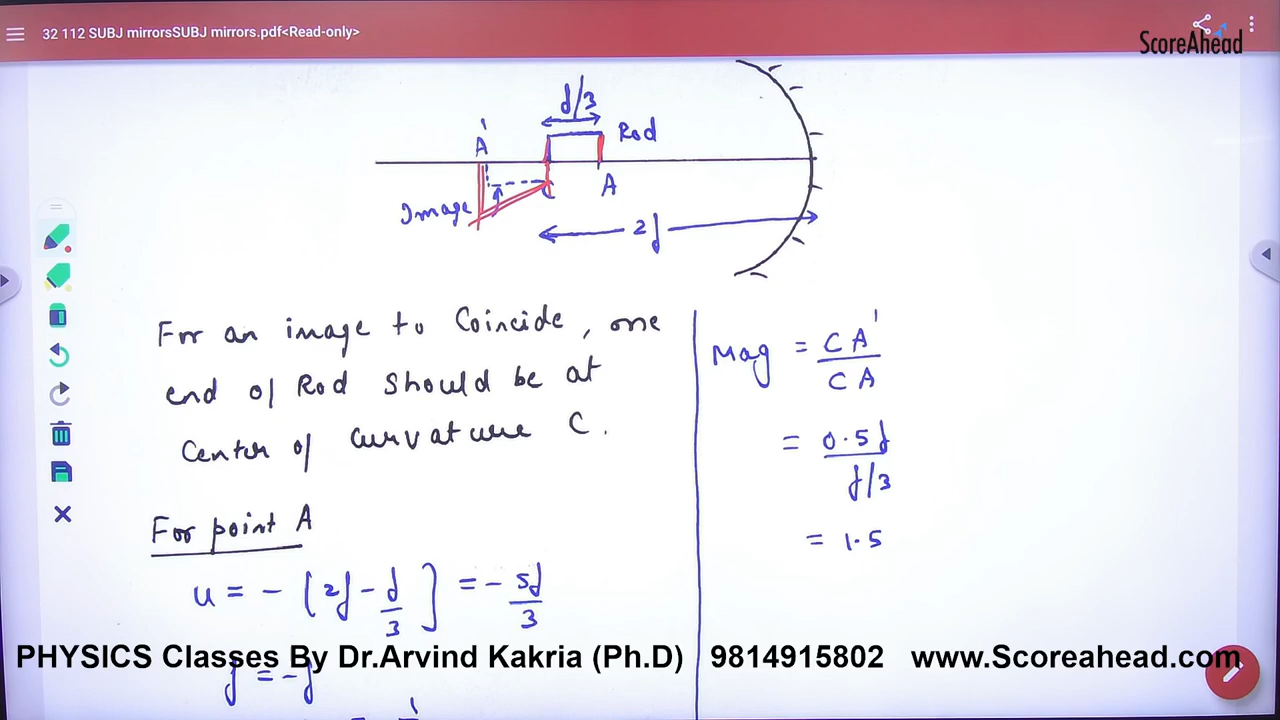 32 112 SUBJ mirrorsSUBJ mirrors.pdf<Read-only>
ScoreAhead
f/3
Rod
A'
C
A
Image
2f
For an image to Coincide, one
end of Rod should be at
Center of Curvature C.
For point A
u = - [2f - f/3] = - 5f/3
f = -f
Mag = CA'/CA
= 0.5f / f/3
= 1.5
PHYSICS Classes By Dr.Arvind Kakria (Ph.D) 9814915802 www.Scoreahead.com